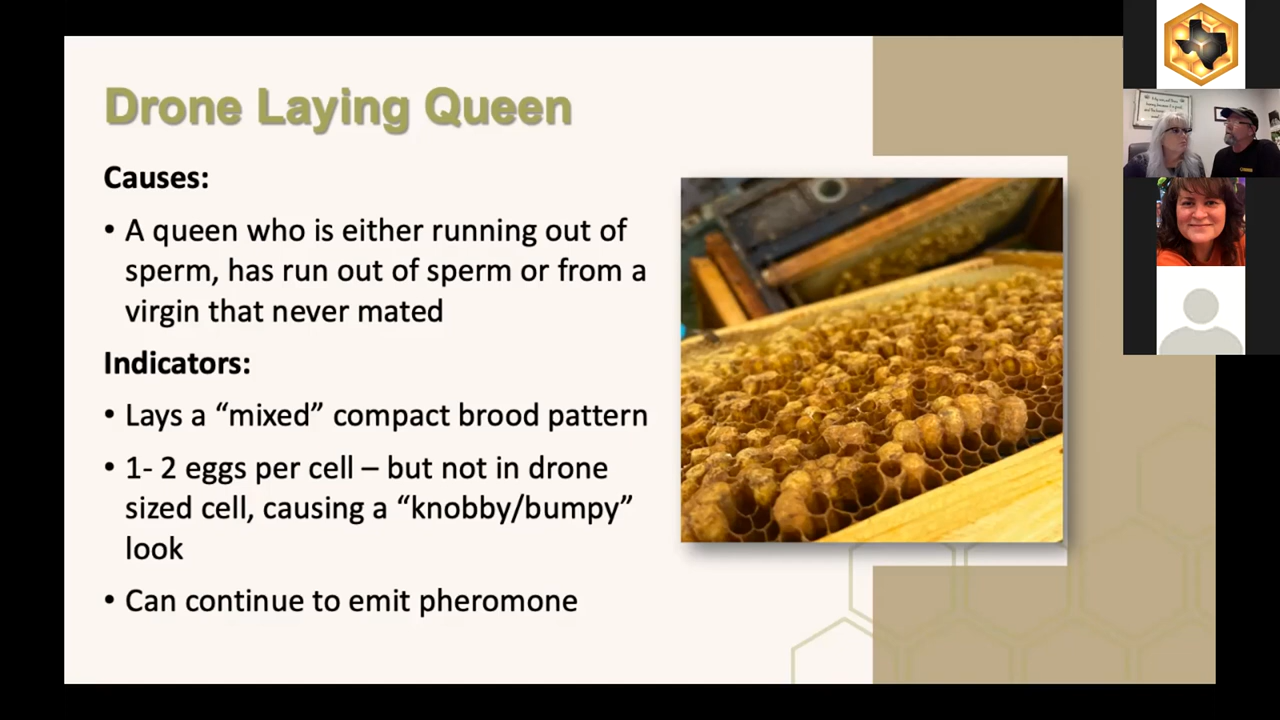 Drone Laying Queen
Causes:
• A queen who is either running out of
sperm, has run out of sperm or from a
virgin that never mated
Indicators:
• Lays a “mixed” compact brood pattern
• 1- 2 eggs per cell – but not in drone
sized cell, causing a “knobby/bumpy”
look
• Can continue to emit pheromone